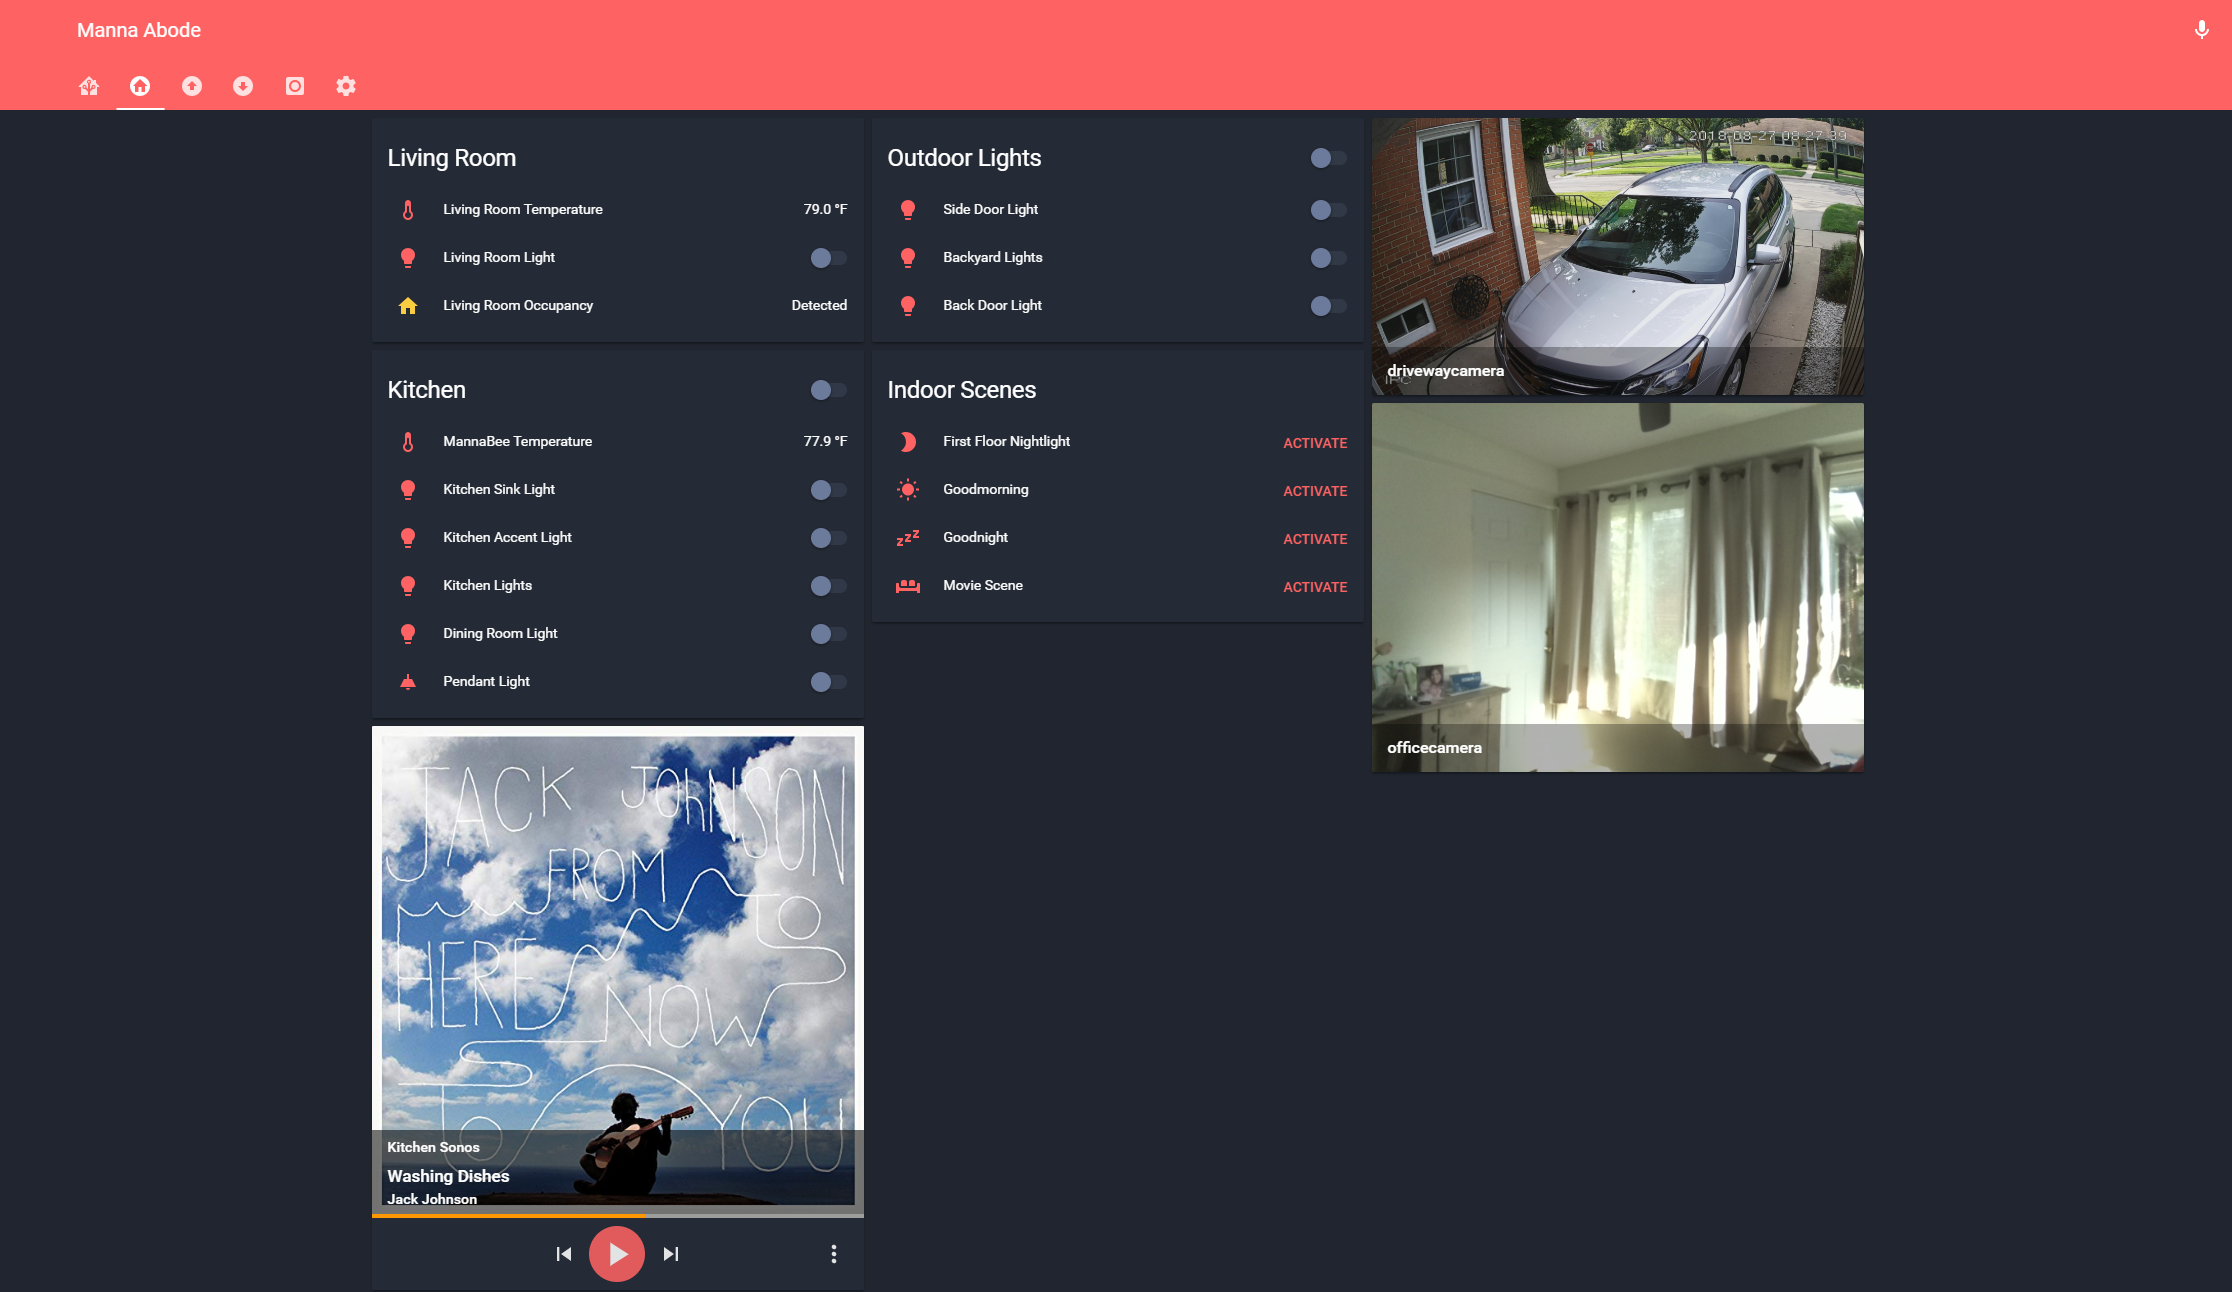 Manna Abode
Living Room
Living Room Temperature 79.0 °F
Living Room Light
Living Room Occupancy Detected
Kitchen
MannaBee Temperature 77.9 °F
Kitchen Sink Light
Kitchen Accent Light
Kitchen Lights
Dining Room Light
Pendant Light
JACK JOHNSON
FROM
HERE TO
NOW
TO YOU
Kitchen Sonos
Washing Dishes
Jack Johnson
Outdoor Lights
Side Door Light
Backyard Lights
Back Door Light
Indoor Scenes
First Floor Nightlight ACTIVATE
Goodmorning ACTIVATE
zzz
Goodnight ACTIVATE
Movie Scene ACTIVATE
2018-08-27 08:27:39
drivewaycamera
IPC
officecamera